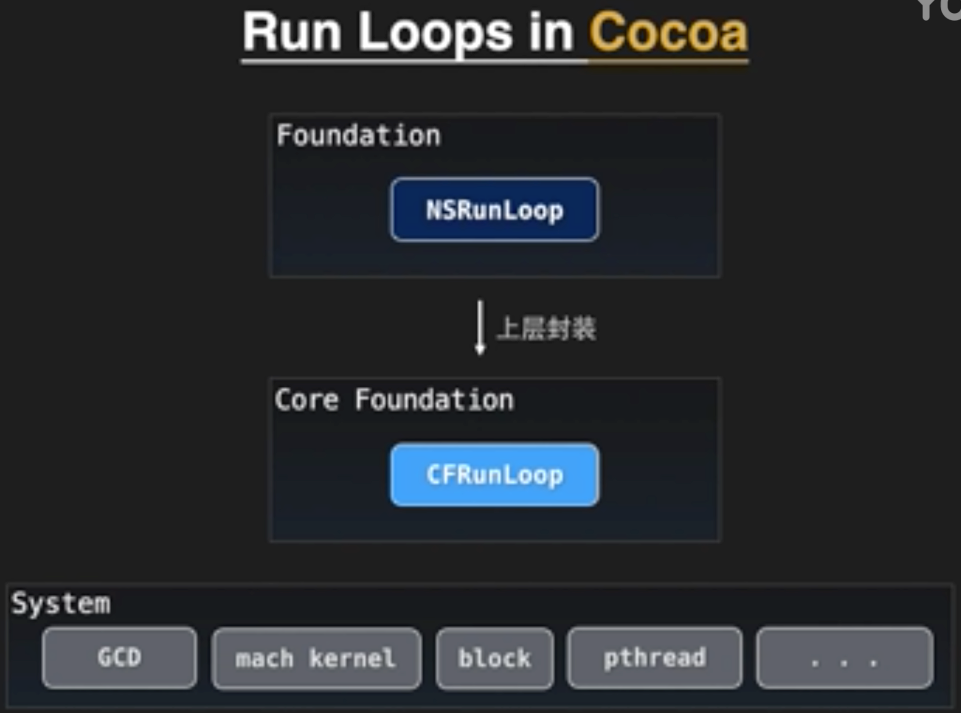 Run Loops in Cocoa
Foundation
NSRunLoop
上层封装
Core Foundation
CFRunLoop
System
GCD
mach kernel
block
pthread
. . .